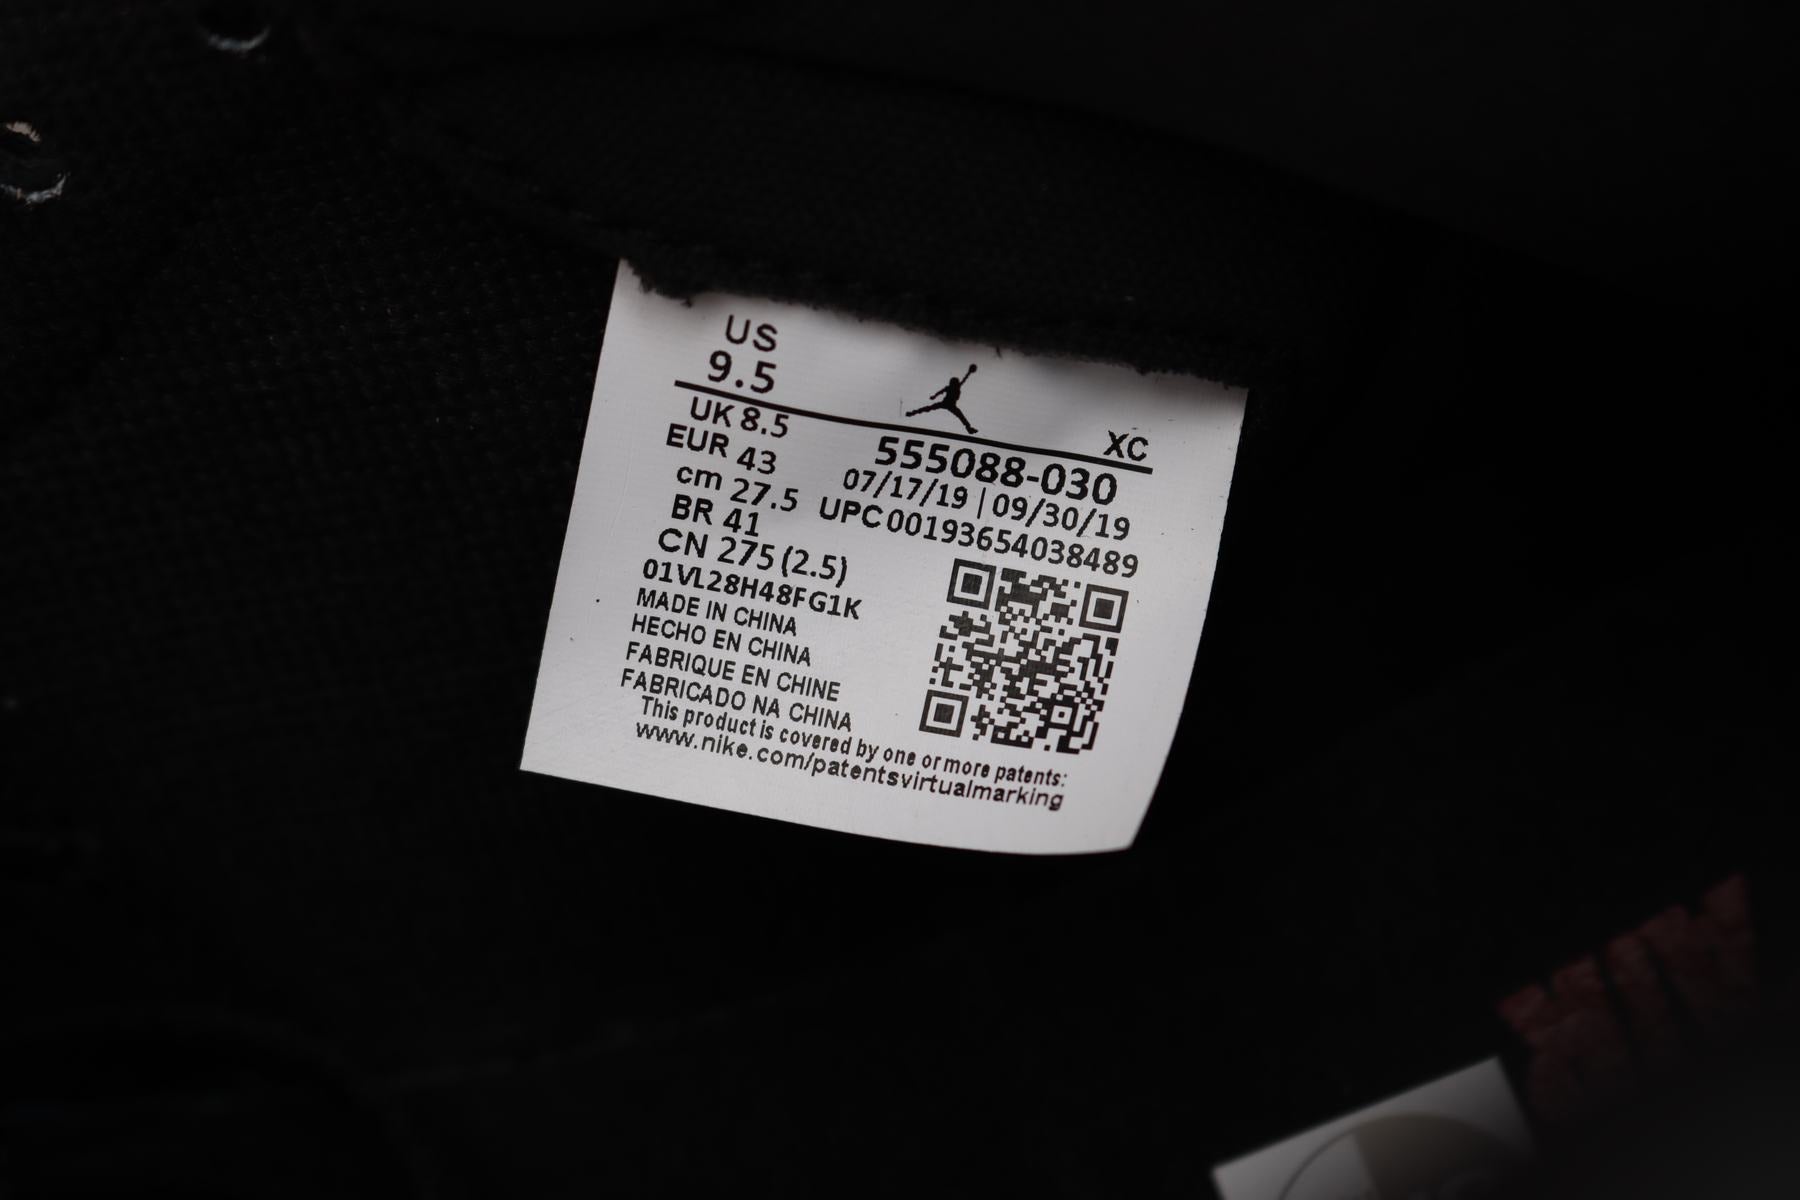 US
9.5
XC
UK 8.5
EUR 43
cm 27.5
BR 41
CN 275 (2.5)
555088-030
07/17/19 | 09/30/19
UPC00193654038489
01VL28H48FG1K
MADE IN CHINA
HECHO EN CHINA
FABRIQUE EN CHINE
FABRICADO NA CHINA
This product is covered by one or more patents:
www.nike.com/patentsvirtualmarking